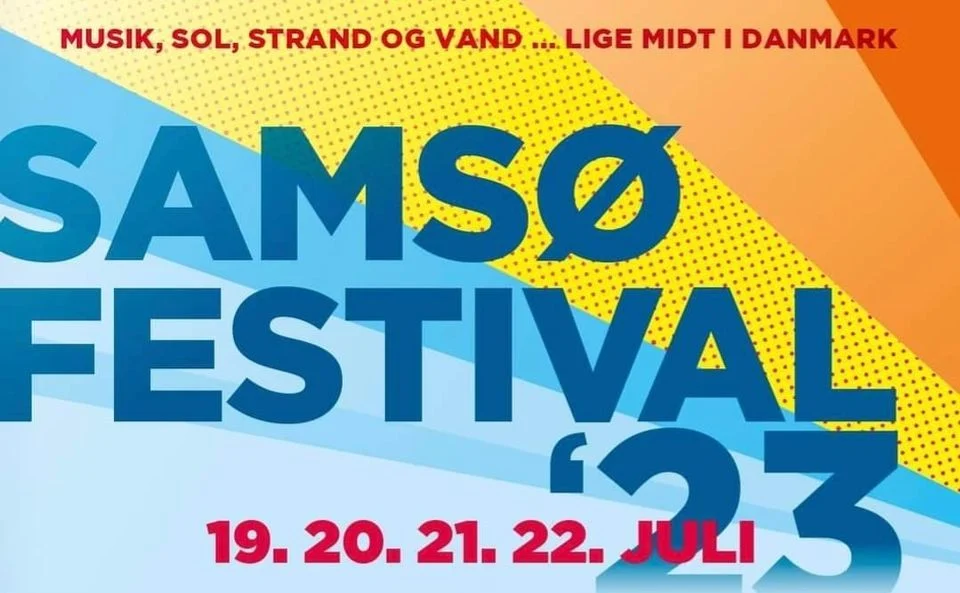 MUSIK, SOL, STRAND OG VAND ... LIGE MIDT I DANMARK
SAMSØ
FESTIVAL
‘23
19. 20. 21. 22. JULI